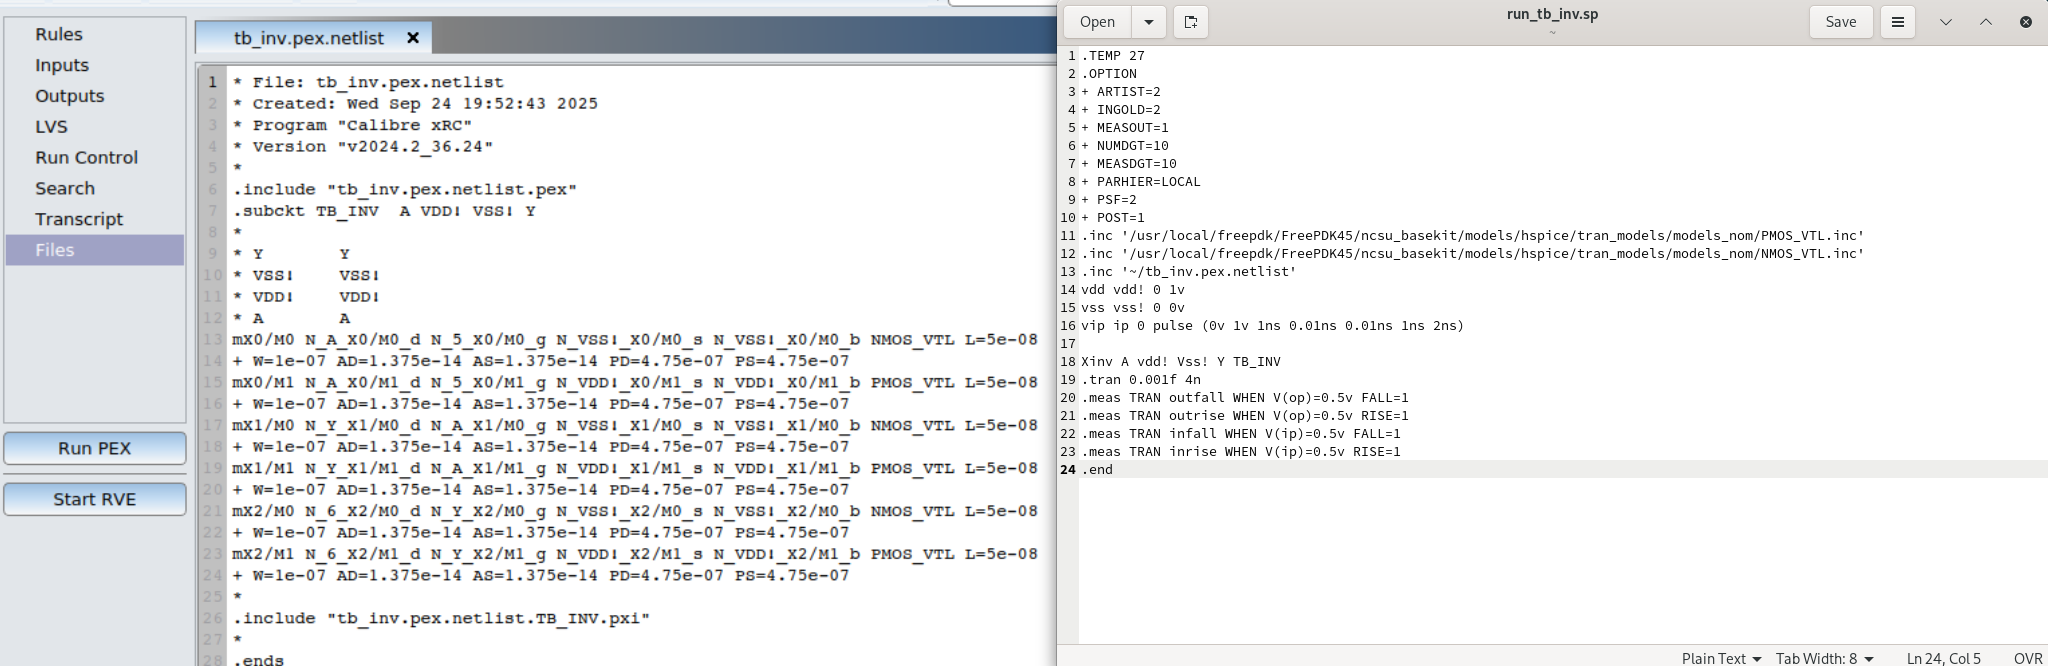 Rules
Inputs
Outputs
LVS
Run Control
Search
Transcript
Files
Run PEX
Start RVE
tb_inv.pex.netlist ×
1 * File: tb_inv.pex.netlist
2 * Created: Wed Sep 24 19:52:43 2025
3 * Program "Calibre xRC"
4 * Version "v2024.2_36.24"
5 *
6 .include "tb_inv.pex.netlist.pex"
7 .subckt TB_INV  A VDD! VSS! Y
8 *
9 * Y       Y
10 * VSS!    VSS!
11 * VDD!    VDD!
12 * A       A
13 mX0/M0 N_A_X0/M0_d N_5_X0/M0_g N_VSS!_X0/M0_s N_VSS!_X0/M0_b NMOS_VTL L=5e-08
14 + W=1e-07 AD=1.375e-14 AS=1.375e-14 PD=4.75e-07 PS=4.75e-07
15 mX0/M1 N_A_X0/M1_d N_5_X0/M1_g N_VDD!_X0/M1_s N_VDD!_X0/M1_b PMOS_VTL L=5e-08
16 + W=1e-07 AD=1.375e-14 AS=1.375e-14 PD=4.75e-07 PS=4.75e-07
17 mX1/M0 N_Y_X1/M0_d N_A_X1/M0_g N_VSS!_X1/M0_s N_VSS!_X1/M0_b NMOS_VTL L=5e-08
18 + W=1e-07 AD=1.375e-14 AS=1.375e-14 PD=4.75e-07 PS=4.75e-07
19 mX1/M1 N_Y_X1/M1_d N_A_X1/M1_g N_VDD!_X1/M1_s N_VDD!_X1/M1_b PMOS_VTL L=5e-08
20 + W=1e-07 AD=1.375e-14 AS=1.375e-14 PD=4.75e-07 PS=4.75e-07
21 mX2/M0 N_6_X2/M0_d N_Y_X2/M0_g N_VSS!_X2/M0_s N_VSS!_X2/M0_b NMOS_VTL L=5e-08
22 + W=1e-07 AD=1.375e-14 AS=1.375e-14 PD=4.75e-07 PS=4.75e-07
23 mX2/M1 N_6_X2/M1_d N_Y_X2/M1_g N_VDD!_X2/M1_s N_VDD!_X2/M1_b PMOS_VTL L=5e-08
24 + W=1e-07 AD=1.375e-14 AS=1.375e-14 PD=4.75e-07 PS=4.75e-07
25 *
26 .include "tb_inv.pex.netlist.TB_INV.pxi"
27 *
28 .ends
Open
run_tb_inv.sp
~
Save
1 .TEMP 27
2 .OPTION
3 + ARTIST=2
4 + INGOLD=2
5 + MEASOUT=1
6 + NUMDGT=10
7 + MEASDGT=10
8 + PARHIER=LOCAL
9 + PSF=2
10 + POST=1
11 .inc '/usr/local/freepdk/FreePDK45/ncsu_basekit/models/hspice/tran_models/models_nom/PMOS_VTL.inc'
12 .inc '/usr/local/freepdk/FreePDK45/ncsu_basekit/models/hspice/tran_models/models_nom/NMOS_VTL.inc'
13 .inc '~/tb_inv.pex.netlist'
14 vdd vdd! 0 1v
15 vss vss! 0 0v
16 vip ip 0 pulse (0v 1v 1ns 0.01ns 0.01ns 1ns 2ns)
17
18 Xinv A vdd! Vss! Y TB_INV
19 .tran 0.001f 4n
20 .meas TRAN outfall WHEN V(op)=0.5v FALL=1
21 .meas TRAN outrise WHEN V(op)=0.5v RISE=1
22 .meas TRAN infall WHEN V(ip)=0.5v FALL=1
23 .meas TRAN inrise WHEN V(ip)=0.5v RISE=1
24 .end
Plain Text Tab Width: 8 Ln 24, Col 5 OVR